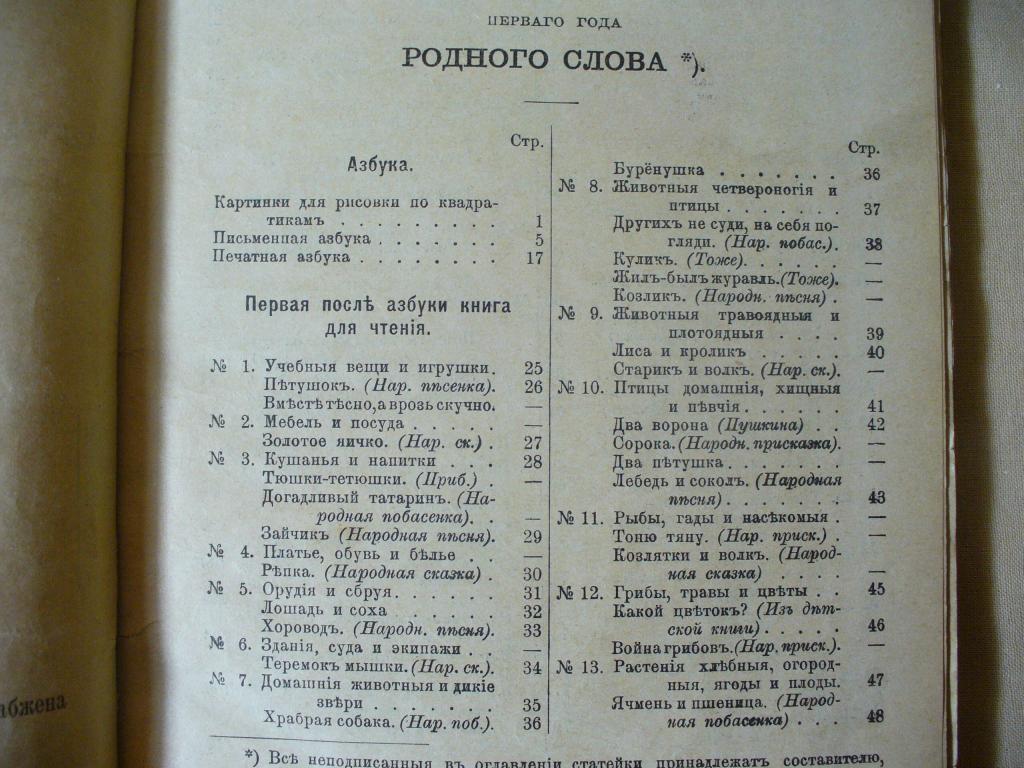 ПЕРВАГО ГОДА
РОДНОГО СЛОВА *).
Стр.
Азбука.
Картинки для рисовки по квадра-
тикамъ . . . . . . . . . 1
Письменная азбука . . . . . . . 5
Печатная азбука . . . . . . . . 17
Первая послѣ азбуки книга
для чтенія.
№ 1. Учебныя вещи и игрушки. 25
Пѣтушокъ. (Нар. пѣсенка). 26
Вмѣстѣ тѣсно, а врозь скучно. —
№ 2. Мебель и посуда . . . . . —
Золотое яичко. (Нар. ск.) . 27
№ 3. Кушанья и напитки . . . 28
Тюшки-тетюшки. (Приб.) . —
Догадливый татаринъ. (На-
родная побасенка). . —
Зайчикъ (Народная пѣсня). 29
№ 4. Платье, обувь и бѣлье . . —
Рѣпка. (Народная сказка) . 30
№ 5. Орудія и сбруя. . . . . . 31
Лошадь и соха . . . . . . 32
Хороводъ. (Народн. пѣсня). 33
№ 6. Зданія, суда и экипажи . . —
Теремокъ мышки. (Нар. ск.). 34
№ 7. Домашнія животныя и дикіе
звѣри . . . . . . . 35
Храбрая собака. (Нар. поб.). 36
Стр.
Бурёнушка . . . . . . . 36
№ 8. Животныя четвероногія и
птицы . . . . . . . 37
Другихъ не суди, на себя по-
гляди. (Нар. побас.). 38
Куликъ. (Тоже). . . . . . —
Жилъ-былъ журавль. (Тоже). —
Козликъ. (Народн. пѣсня) . —
№ 9. Животныя травоядныя и
плотоядныя . . . . 39
Лиса и кроликъ . . . . . 40
Старикъ и волкъ. (Нар. ск.). —
№ 10. Птицы домашнія, хищныя
и пѣвчія . . . . . . 41
Два ворона (Пушкина) . . 42
Сорока. (Народн. присказка). —
Два пѣтушка . . . . . . . —
Лебедь и соколъ. (Народная
пѣсня) . . . . . . . 43
№ 11. Рыбы, гады и насѣкомыя . —
Тоню тяну. (Нар. приск.) . —
Козлятки и волкъ. (Народ-
ная сказка) . . . . —
№ 12. Грибы, травы и цвѣты . . 45
Какой цвѣтокъ? (Изъ дѣт-
ской книги) . . . . . 46
Война грибовъ. (Нар. приск.). —
№ 13. Растенія хлѣбныя, огород-
ныя, ягоды и плоды. 47
Ячмень и пшеница. (Народ-
ная побасенка) . . . 48
*) Всѣ неподписанныя въ оглавленіи статейки принадлежатъ составителю,
абжена